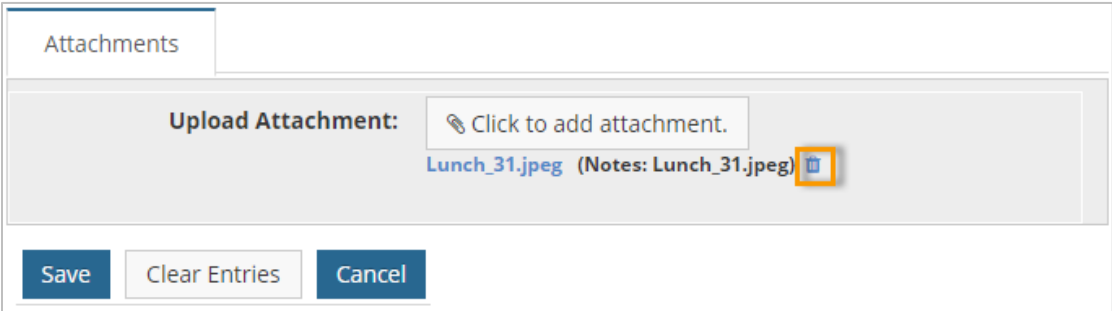 Attachments
Upload Attachment:
Click to add attachment.
Lunch_31.jpeg (Notes: Lunch_31.jpeg)
Save
Clear Entries
Cancel